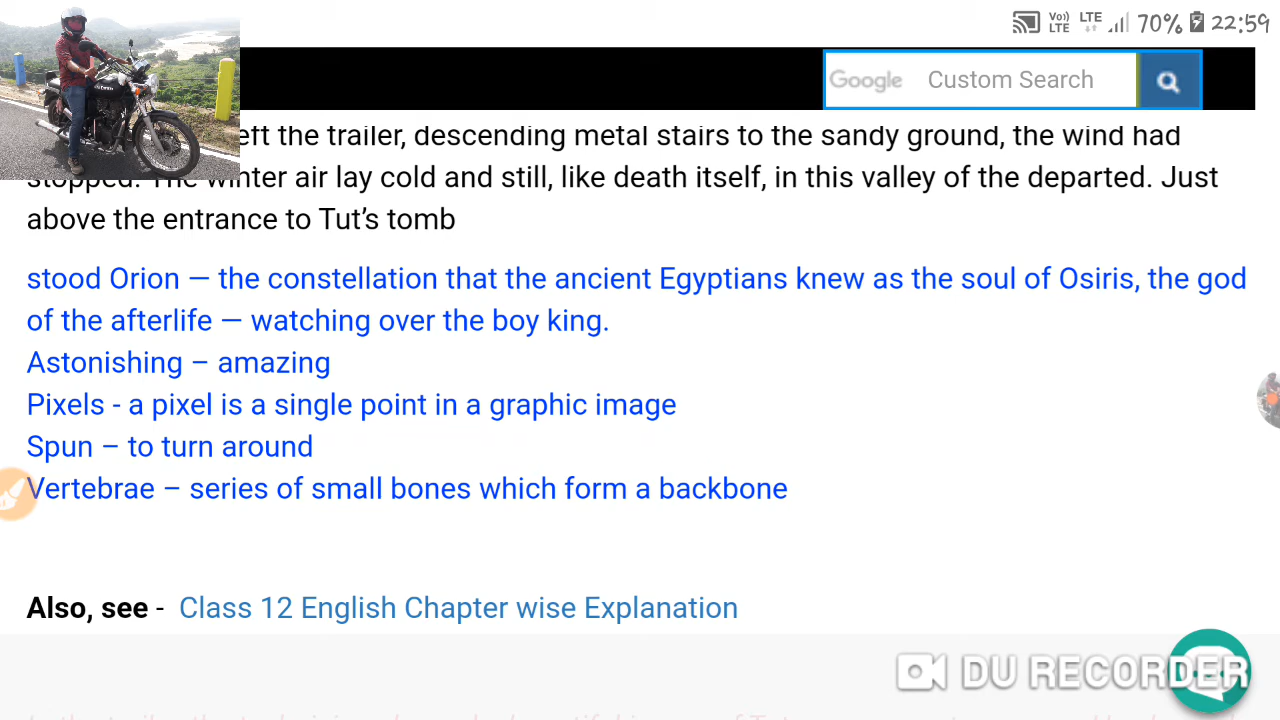 Vo)) LTE LTE 70% 22:59
Google Custom Search
the trailer, descending metal stairs to the sandy ground, the wind had
stopped. The winter air lay cold and still, like death itself, in this valley of the departed. Just
above the entrance to Tut's tomb
stood Orion — the constellation that the ancient Egyptians knew as the soul of Osiris, the god
of the afterlife — watching over the boy king.
Astonishing – amazing
Pixels - a pixel is a single point in a graphic image
Spun – to turn around
Vertebrae – series of small bones which form a backbone
Also, see - Class 12 English Chapter wise Explanation
DU RECORDER